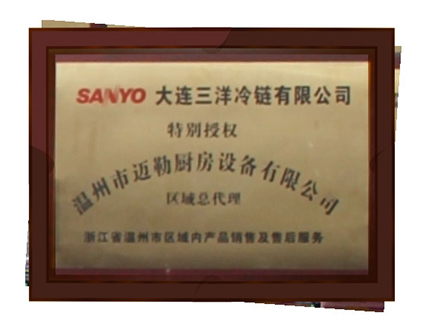 SANYO 大连三洋冷链有限公司
特别授权
温州市迈勒厨房设备有限公司
区域总代理
浙江省温州市区域内产品销售及售后服务